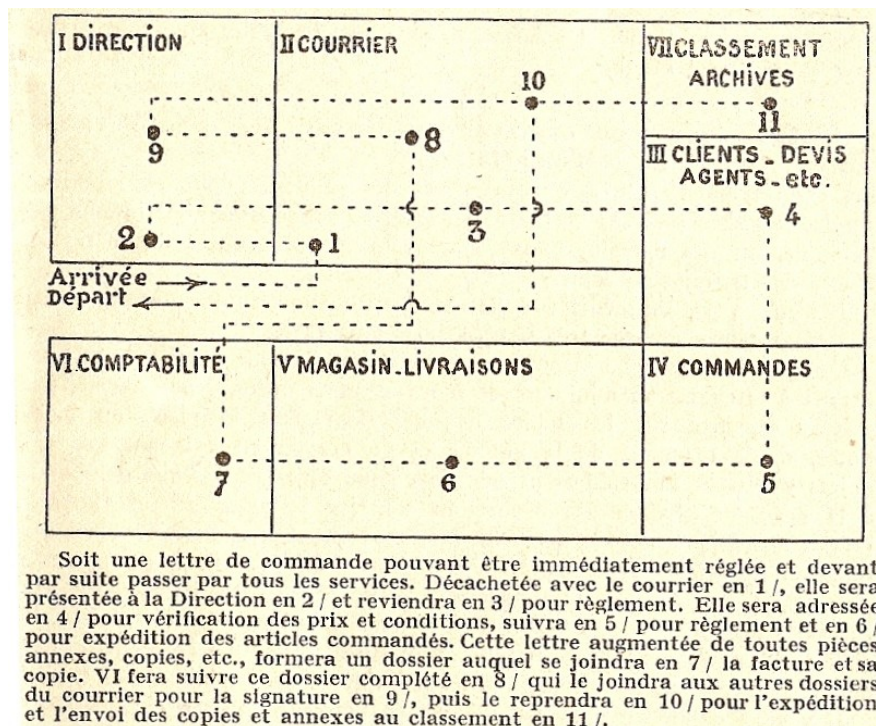 I DIRECTION
II COURRIER
VII CLASSEMENT
ARCHIVES
10
11
9
8
III CLIENTS - DEVIS
AGENTS - etc.
2
1
3
4
Arrivée
Départ
VI. COMPTABILITÉ
V MAGASIN - LIVRAISONS
IV COMMANDES
7
6
5
Soit une lettre de commande pouvant être immédiatement réglée et devant
par suite passer par tous les services. Décachetée avec le courrier en 1 /, elle sera
présentée à la Direction en 2 / et reviendra en 3 / pour règlement. Elle sera adressée
en 4 / pour vérification des prix et conditions, suivra en 5 / pour règlement et en 6 /
pour expédition des articles commandés. Cette lettre augmentée de toutes pièces
annexes, copies, etc., formera un dossier auquel se joindra en 7 / la facture et sa
copie. VI fera suivre ce dossier complété en 8 / qui le joindra aux autres dossiers
du courrier pour la signature en 9 /, puis le reprendra en 10 / pour l'expédition
et l'envoi des copies et annexes au classement en 11 /.